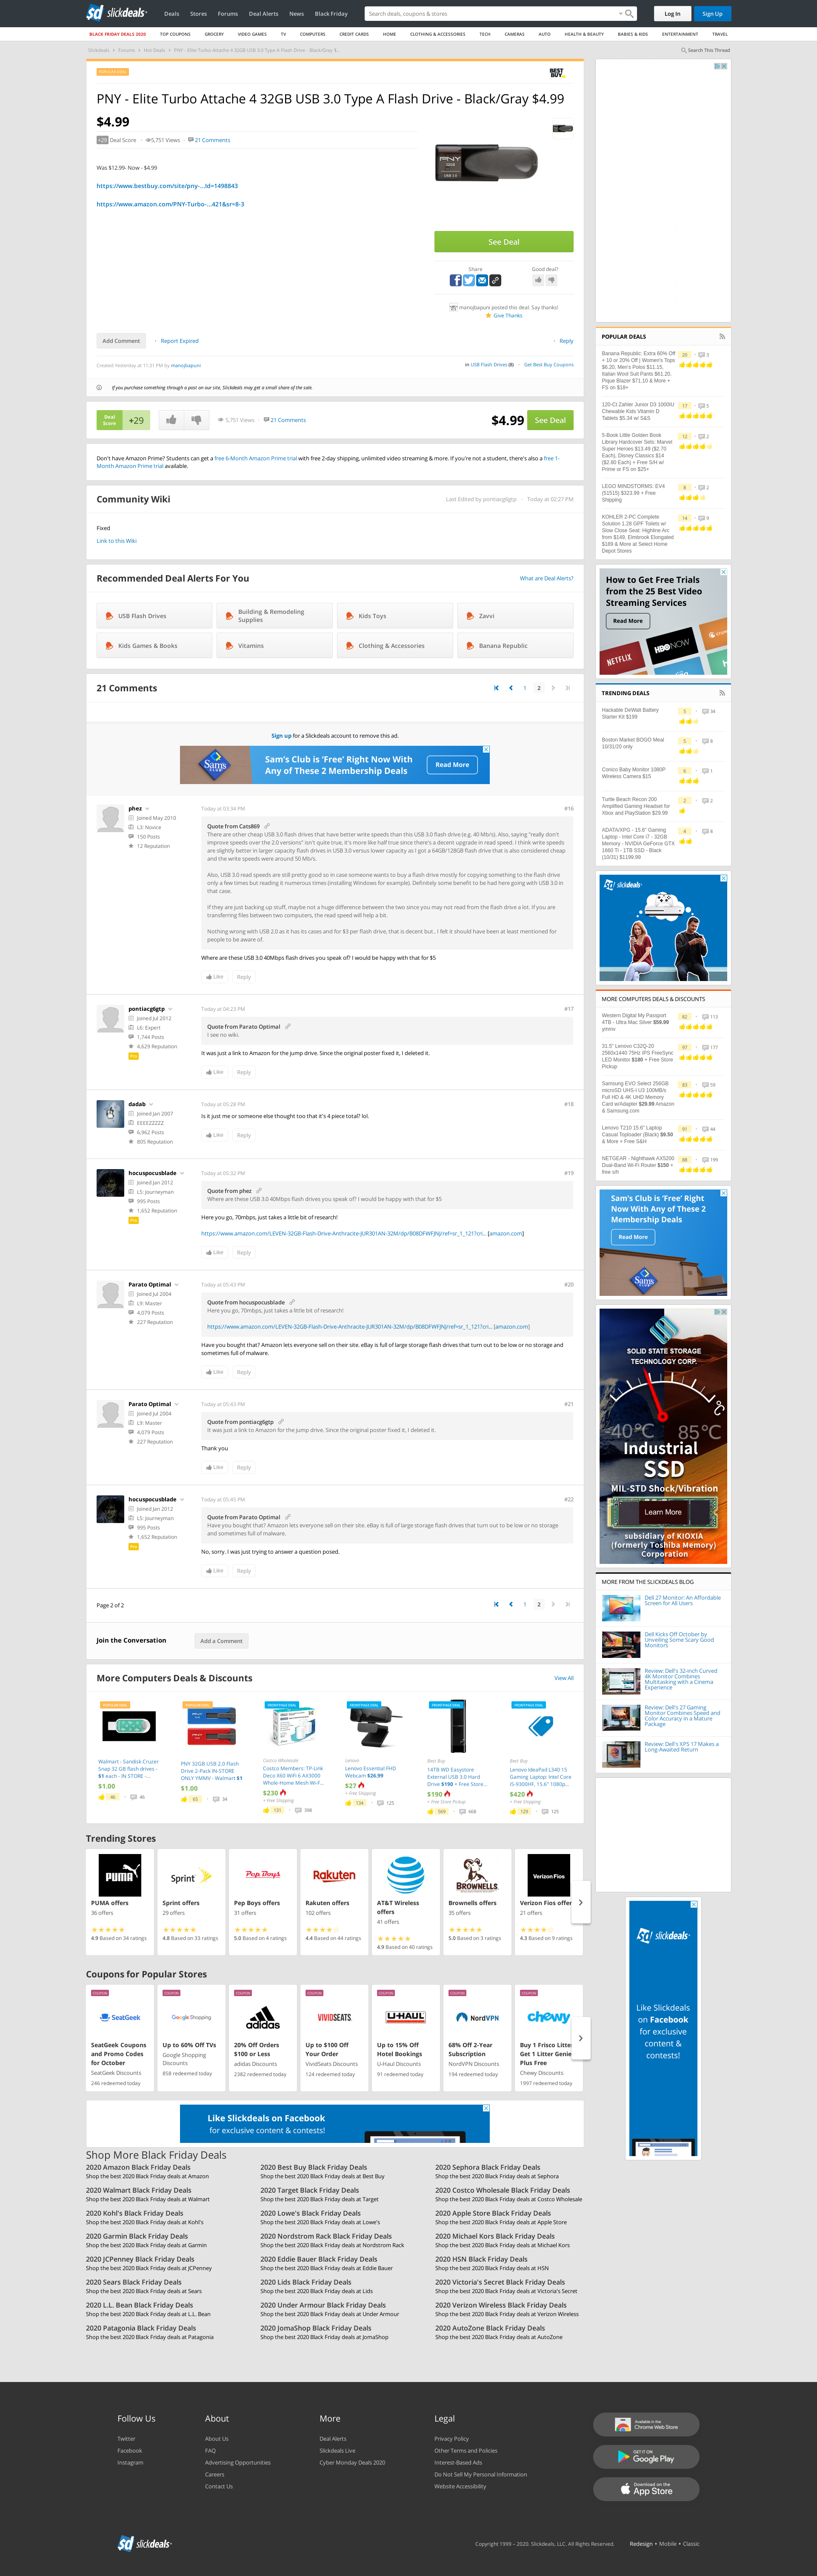 slickdeals
Deals Stores Forums Deal Alerts News Black Friday
Search deals, coupons & stores
Log In Sign Up
BLACK FRIDAY DEALS 2020 TOP COUPONS GROCERY VIDEO GAMES TV COMPUTERS CREDIT CARDS HOME CLOTHING & ACCESSORIES TECH CAMERAS AUTO HEALTH & BEAUTY BABIES & KIDS ENTERTAINMENT TRAVEL
Slickdeals Forums Hot Deals PNY - Elite Turbo Attache 4 32GB USB 3.0 Type A Flash Drive - Black/Gray $...
Search This Thread
BEST BUY
PNY - Elite Turbo Attache 4 32GB USB 3.0 Type A Flash Drive - Black/Gray $4.99
$4.99
+29 Deal Score 5,751 Views 21 Comments
Was $12.99- Now - $4.99
https://www.bestbuy.com/site/pny-...Id=1498843
https://www.amazon.com/PNY-Turbo-...421&sr=8-3
See Deal
Share Good deal?
manojbapuni posted this deal. Say thanks!
Give Thanks
Add Comment Report Expired Reply
Created Yesterday at 11:31 PM by manojbapuni
in USB Flash Drives (8) Get Best Buy Coupons
If you purchase something through a post on our site, Slickdeals may get a small share of the sale.
Deal Score +29 5,751 Views 21 Comments $4.99 See Deal
Don't have Amazon Prime? Students can get a free 6-Month Amazon Prime trial with free 2-day shipping, unlimited video streaming & more. If you're not a student, there's also a free 1-
Month Amazon Prime trial available.
Community Wiki
Last Edited by pontiacg6gtp Today at 02:27 PM
Fixed
Link to this Wiki
Recommended Deal Alerts For You
What are Deal Alerts?
USB Flash Drives
Building & Remodeling Supplies
Kids Toys
Zavvi
Kids Games & Books
Vitamins
Clothing & Accessories
Banana Republic
21 Comments
1 2
Sign up for a Slickdeals account to remove this ad.
Sam's Club is 'Free' Right Now With
Any of These 2 Membership Deals
Read More
phez
Joined May 2010
L3: Novice
150 Posts
12 Reputation
Today at 03:34 PM #16
Quote from Cats869
There are other cheap USB 3.0 flash drives that have better write speeds than this USB 3.0 flash drive (e.g. 40 Mb/s). Also, saying "really don't
Also, USB 3.0 read speeds are still pretty good so in case someone wants to buy a flash drive mostly for copying something to the flash drive
only a few times but reading it numerous times (installing Windows for example). Definitely some benefit to be had here going with USB 3.0 in
that case.
If they are just backing up stuff, maybe not a huge difference between the two since you may not read from the flash drive a lot. If you are
transferring files between two computers, the read speed will help a bit.
Nothing wrong with USB 2.0 as it has its cases and for $3 per flash drive, that is decent but.. I felt it should have been at least mentioned for
people to be aware of.
Where are these USB 3.0 40Mbps flash drives you speak of? I would be happy with that for $5
Like Reply
pontiacg6gtp
Joined Jul 2012
L6: Expert
1,744 Posts
4,629 Reputation
Pro
Today at 04:23 PM #17
Quote from Parato Optimal
I see no wiki.
It was just a link to Amazon for the jump drive. Since the original poster fixed it, I deleted it.
Like Reply
dadab
Joined Jan 2007
EEEEZZZZZ
6,962 Posts
805 Reputation
Today at 05:28 PM #18
Is it just me or someone else thought too that it's 4 piece total? lol.
Like Reply
hocuspocusblade
Joined Jan 2012
L5: Journeyman
995 Posts
1,652 Reputation
Pro
Today at 05:32 PM #19
Quote from phez
Where are these USB 3.0 40Mbps flash drives you speak of? I would be happy with that for $5
Here you go, 70mbps, just takes a little bit of research!
https://www.amazon.com/LEVEN-32GB-Flash-Drive-Anthracite-JUR301AN-32M/dp/B08DFWFJNJ/ref=sr_1_121?cri... [amazon.com]
Like Reply
Parato Optimal
Joined Jul 2004
L9: Master
4,079 Posts
227 Reputation
Today at 05:43 PM #20
Quote from hocuspocusblade
Here you go, 70mbps, just takes a little bit of research!
https://www.amazon.com/LEVEN-32GB-Flash-Drive-Anthracite-JUR301AN-32M/dp/B08DFWFJNJ/ref=sr_1_121?cri... [amazon.com]
Have you bought that? Amazon lets everyone sell on their site. eBay is full of large storage flash drives that turn out to be low or no storage and
sometimes full of malware.
Like Reply
Parato Optimal
Joined Jul 2004
L9: Master
4,079 Posts
227 Reputation
Today at 05:43 PM #21
Quote from pontiacg6gtp
It was just a link to Amazon for the jump drive. Since the original poster fixed it, I deleted it.
Thank you
Like Reply
hocuspocusblade
Joined Jan 2012
L5: Journeyman
995 Posts
1,652 Reputation
Pro
Today at 05:45 PM #22
Quote from Parato Optimal
Have you bought that? Amazon lets everyone sell on their site. eBay is full of large storage flash drives that turn out to be low or no storage
and sometimes full of malware.
No, sorry. I was just trying to answer a question posed.
Like Reply
Page 2 of 2
1 2
Join the Conversation Add a Comment
More Computers Deals & Discounts View All
Walmart - Sandisk Cruzer
Snap 32 GB flash drives -
$1 each - IN STORE -...
$1.00
46 46
PNY 32GB USB 2.0 Flash
Drive 2-Pack IN STORE
ONLY YMMV - Walmart $1
$1.00
65 34
Costco Wholesale
Costco Members: TP-Link
Deco X60 WiFi 6 AX3000
Whole-Home Mesh Wi-F...
$230
+ Free Shipping
131 398
Lenovo
Lenovo Essential FHD
Webcam $26.99
$27
+ Free Shipping
134 125
Best Buy
14TB WD Easystore
External USB 3.0 Hard
Drive $190 + Free Store...
$190
+ Free Store Pickup
569 668
Best Buy
Lenovo IdeaPad L340 15
Gaming Laptop: Intel Core
i5-9300HF, 15.6" 1080p...
$420
+ Free Shipping
129 125
Trending Stores
PUMA offers
36 offers
4.9 Based on 34 ratings
Sprint offers
29 offers
4.8 Based on 33 ratings
Pep Boys offers
31 offers
5.0 Based on 4 ratings
Rakuten offers
102 offers
4.4 Based on 44 ratings
AT&T Wireless offers
41 offers
4.9 Based on 40 ratings
Brownells offers
35 offers
5.0 Based on 3 ratings
Verizon Fios offer
21 offers
4.3 Based on 9 ratings
Coupons for Popular Stores
SeatGeek
SeatGeek Coupons and Promo Codes for October
SeatGeek Discounts
246 redeemed today
Google Shopping
Up to 60% Off TVs
Google Shopping Discounts
858 redeemed today
adidas
20% Off Orders $100 or Less
adidas Discounts
2382 redeemed today
VIVIDSEATS
Up to $100 Off Your Order
VividSeats Discounts
124 redeemed today
U-HAUL
Up to 15% Off Hotel Bookings
U-Haul Discounts
91 redeemed today
NordVPN
68% Off 2-Year Subscription
NordVPN Discounts
194 redeemed today
chewy
Buy 1 Frisco Litter Get 1 Litter Genie Plus Free
Chewy Discounts
1997 redeemed today
Like Slickdeals on Facebook
for exclusive content & contests!
Shop More Black Friday Deals
2020 Amazon Black Friday Deals
Shop the best 2020 Black Friday deals at Amazon
2020 Best Buy Black Friday Deals
Shop the best 2020 Black Friday deals at Best Buy
2020 Sephora Black Friday Deals
Shop the best 2020 Black Friday deals at Sephora
2020 Walmart Black Friday Deals
Shop the best 2020 Black Friday deals at Walmart
2020 Target Black Friday Deals
Shop the best 2020 Black Friday deals at Target
2020 Costco Wholesale Black Friday Deals
Shop the best 2020 Black Friday deals at Costco Wholesale
2020 Kohl's Black Friday Deals
Shop the best 2020 Black Friday deals at Kohl's
2020 Lowe's Black Friday Deals
Shop the best 2020 Black Friday deals at Lowe's
2020 Apple Store Black Friday Deals
Shop the best 2020 Black Friday deals at Apple Store
2020 Garmin Black Friday Deals
Shop the best 2020 Black Friday deals at Garmin
2020 Nordstrom Rack Black Friday Deals
Shop the best 2020 Black Friday deals at Nordstrom Rack
2020 Michael Kors Black Friday Deals
Shop the best 2020 Black Friday deals at Michael Kors
2020 JCPenney Black Friday Deals
Shop the best 2020 Black Friday deals at JCPenney
2020 Eddie Bauer Black Friday Deals
Shop the best 2020 Black Friday deals at Eddie Bauer
2020 HSN Black Friday Deals
Shop the best 2020 Black Friday deals at HSN
2020 Sears Black Friday Deals
Shop the best 2020 Black Friday deals at Sears
2020 Lids Black Friday Deals
Shop the best 2020 Black Friday deals at Lids
2020 Victoria's Secret Black Friday Deals
Shop the best 2020 Black Friday deals at Victoria's Secret
2020 L.L. Bean Black Friday Deals
Shop the best 2020 Black Friday deals at L.L. Bean
2020 Under Armour Black Friday Deals
Shop the best 2020 Black Friday deals at Under Armour
2020 Verizon Wireless Black Friday Deals
Shop the best 2020 Black Friday deals at Verizon Wireless
2020 Patagonia Black Friday Deals
Shop the best 2020 Black Friday deals at Patagonia
2020 JomaShop Black Friday Deals
Shop the best 2020 Black Friday deals at JomaShop
2020 AutoZone Black Friday Deals
Shop the best 2020 Black Friday deals at AutoZone
POPULAR DEALS
Banana Republic: Extra 60% Off
+ 10 or 20% Off | Women's Tops
$6.20, Men's Polos $11.15,
Italian Wool Suit Pants $61.20,
Pique Blazer $71.10 & More +
FS on $18+
120-Ct Zahler Junior D3 1000IU
Chewable Kids Vitamin D
Tablets $5.34 w/ S&S
5-Book Little Golden Book
Library Hardcover Sets: Marvel
Super Heroes $13.49 ($2.70
Each), Disney Classics $14
($2.80 Each) + Free S/H w/
Prime or FS on $25+
LEGO MINDSTORMS: EV4
(51515) $323.99 + Free
Shipping
KOHLER 2-PC Complete
Solution 1.28 GPF Toilets w/
Slow Close Seat: Highline Arc
from $149, Elmbrook Elongated
$189 & More at Select Home
Depot Stores
How to Get Free Trials
from the 25 Best Video
Streaming Services
Read More
NETFLIX HBO NOW
TRENDING DEALS
Hackable DeWalt Battery
Starter Kit $199
Boston Market BOGO Meal
10/31/20 only
Conico Baby Monitor 1080P
Wireless Camera $15
Turtle Beach Recon 200
Amplified Gaming Headset for
Xbox and PlayStation $29.99
ADATA/XPG - 15.6" Gaming
Laptop - Intel Core i7 - 32GB
Memory - NVIDIA GeForce GTX
1660 Ti - 1TB SSD - Black
(10/31) $1199.99
slickdeals
MORE COMPUTERS DEALS & DISCOUNTS
Western Digital My Passport
4TB - Ultra Mac Silver $59.99
ymmv
82 113
31.5" Lenovo C32Q-20
2560x1440 75Hz IPS FreeSync
LED Monitor $180 + Free Store
Pickup
97 177
Samsung EVO Select 256GB
microSD UHS-I U3 100MB/s
Full HD & 4K UHD Memory
Card w/Adapter $29.99 Amazon
& Samsung.com
83 59
Lenovo T210 15.6" Laptop
Casual Toploader (Black) $9.50
& More + Free S&H
91 44
NETGEAR - Nighthawk AX5200
Dual-Band Wi-Fi Router $150 +
free s/h
88 199
Sam's Club is 'Free' Right
Now With Any of These 2
Membership Deals
Read More
SOLID STATE STORAGE
TECHNOLOGY CORP.
-40°C 85°C
Industrial
SSD
MIL-STD Shock/Vibration
Learn More
subsidiary of KIOXIA
(formerly Toshiba Memory)
Corporation
MORE FROM THE SLICKDEALS BLOG
Dell 27 Monitor: An Affordable
Screen for All Users
Dell Kicks Off October by
Unveiling Some Scary Good
Monitors
Review: Dell's 32-inch Curved
4K Monitor Combines
Multitasking with a Cinema
Experience
Review: Dell's 27 Gaming
Monitor Combines Speed and
Color Accuracy in a Mature
Package
Review: Dell's XPS 17 Makes a
Long-Awaited Return
slickdeals
Like Slickdeals
on Facebook
for exclusive
content &
contests!
Follow Us
Twitter
Facebook
Instagram
About
About Us
FAQ
Advertising Opportunities
Careers
Contact Us
More
Deal Alerts
Slickdeals Live
Cyber Monday Deals 2020
Legal
Privacy Policy
Other Terms and Policies
Interest-Based Ads
Do Not Sell My Personal Information
Website Accessibility
Available in the Chrome Web Store
GET IT ON Google Play
Download on the App Store
slickdeals
Copyright 1999 - 2020. Slickdeals, LLC. All Rights Reserved. Redesign • Mobile • Classic